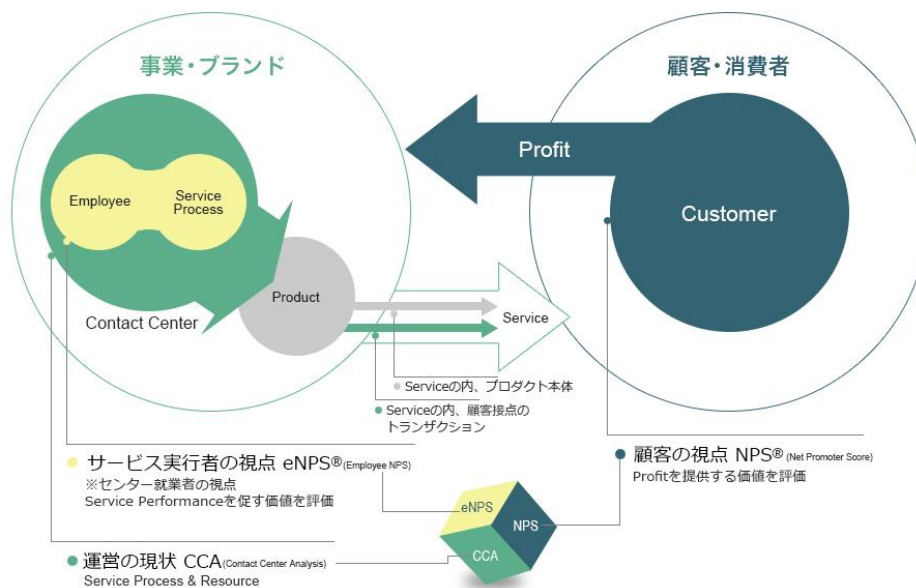 事業・ブランド
顧客・消費者
Profit
Employee
Service
Process
Customer
Product
Contact Center
Service
Serviceの内、プロダクト本体
Serviceの内、顧客接点の
トランザクション
サービス実行者の視点 eNPS®(Employee NPS)
※センター就業者の視点
Service Performanceを促す価値を評価
顧客の視点 NPS® (Net Promoter Score)
Profitを提供する価値を評価
eNPS
NPS
CCA
運営の現状 CCA(Contact Center Analysis)
Service Process & Resource